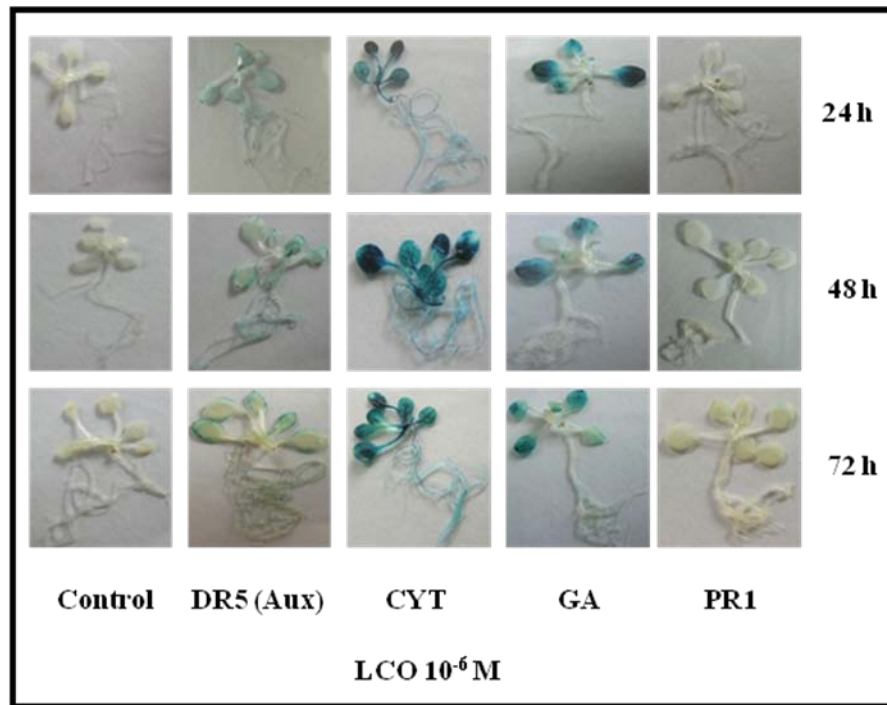 24 h
48 h
72 h
Control DR5 (Aux) CYT GA PR1
LCO 10⁻⁶ M